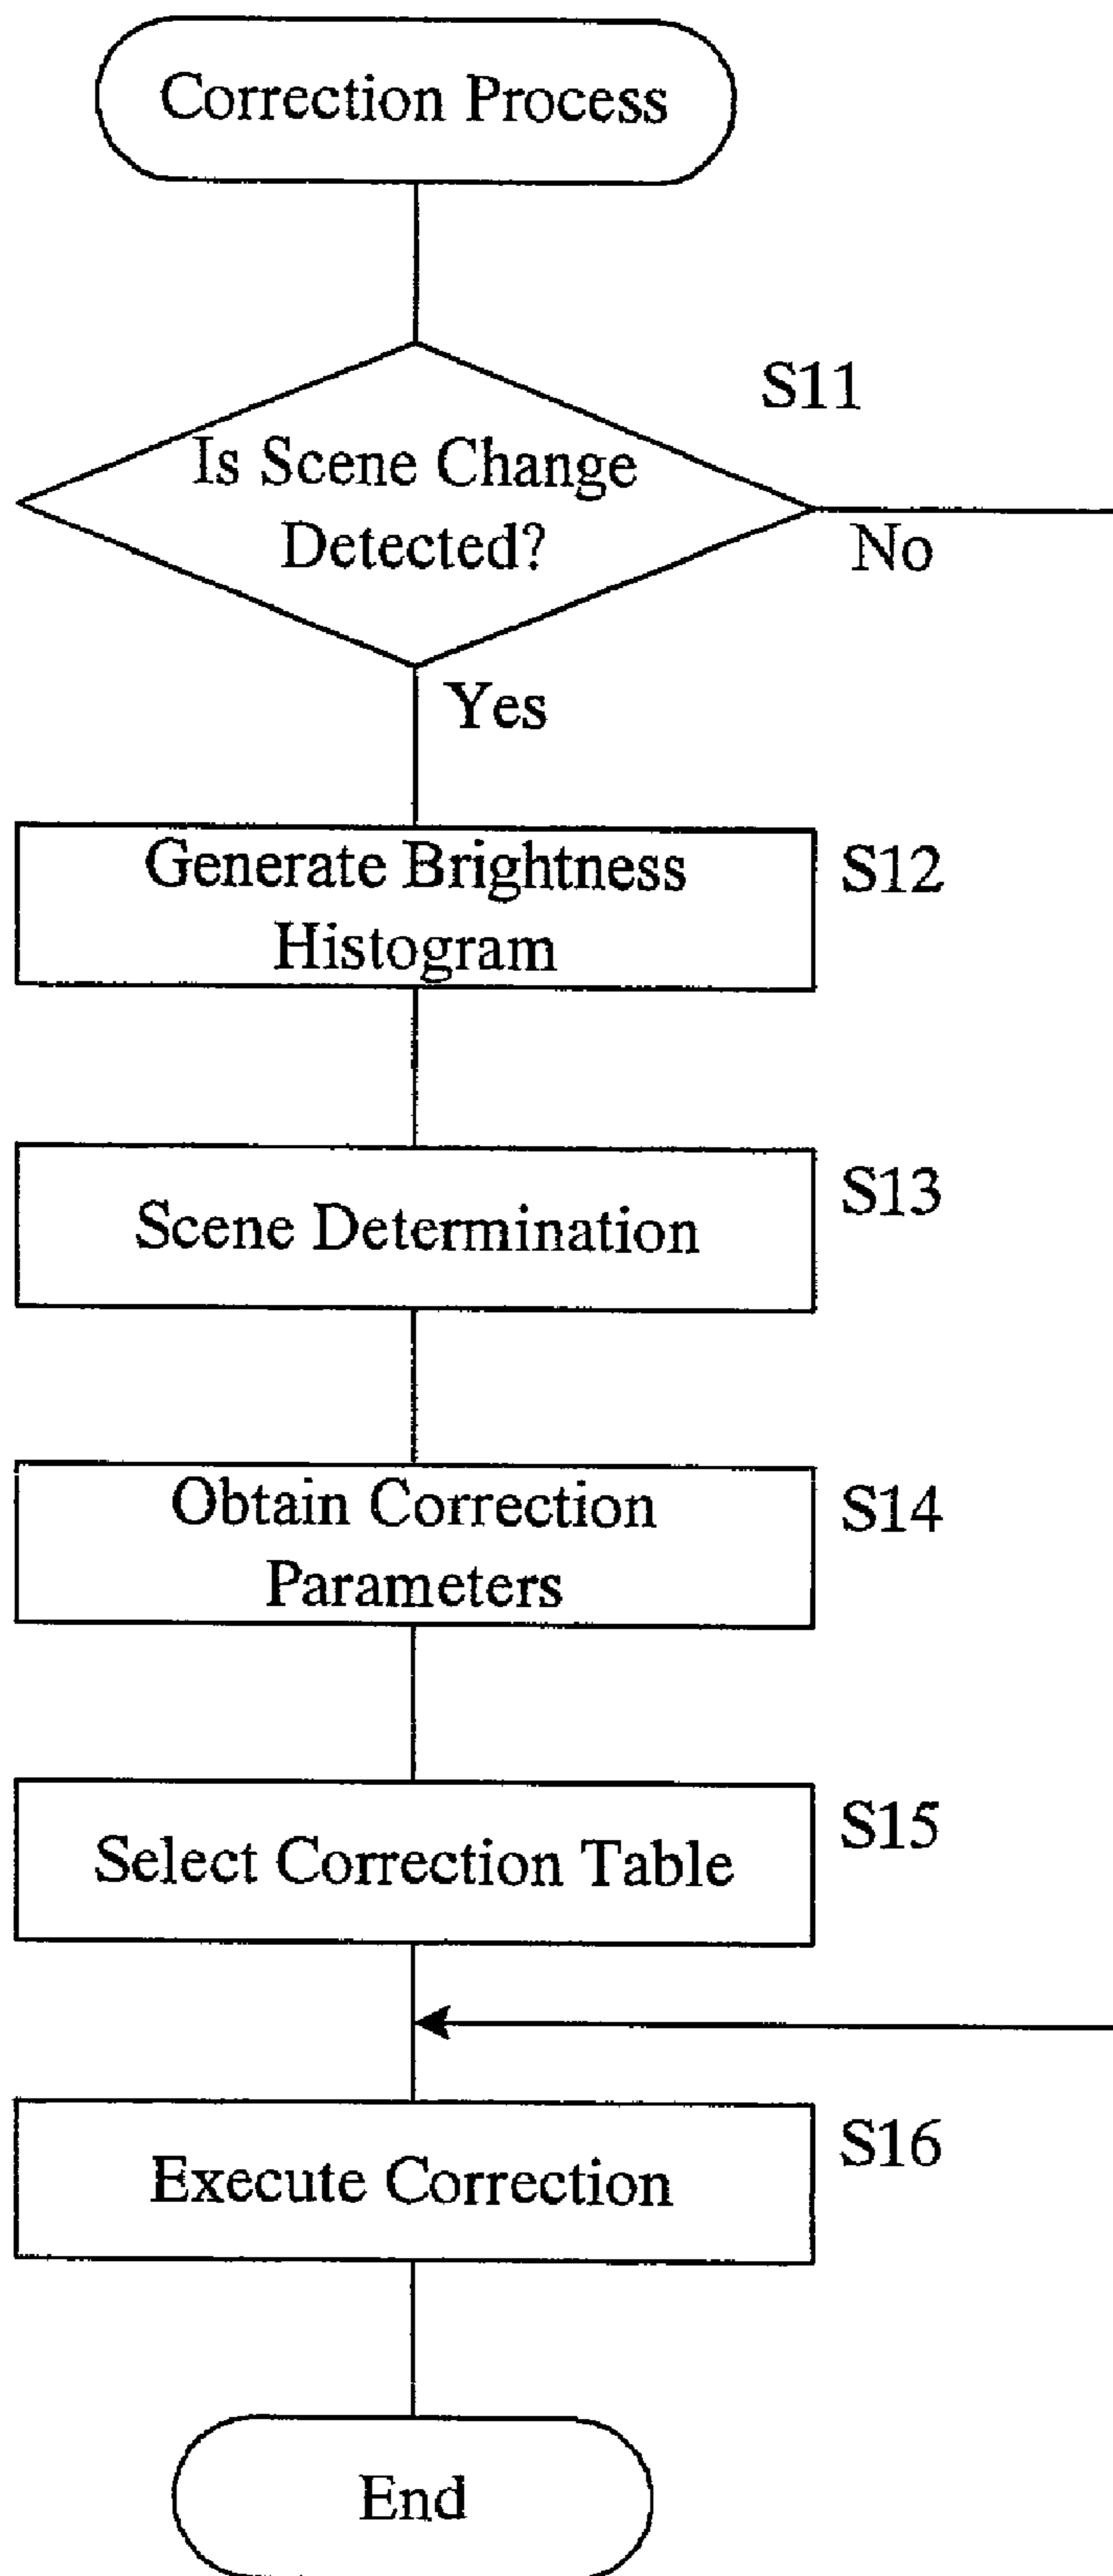 Correction Process
S11
Is Scene Change
Detected?
No
Yes
Generate Brightness
Histogram
S12
Scene Determination
S13
Obtain Correction
Parameters
S14
Select Correction Table
S15
Execute Correction
S16
End